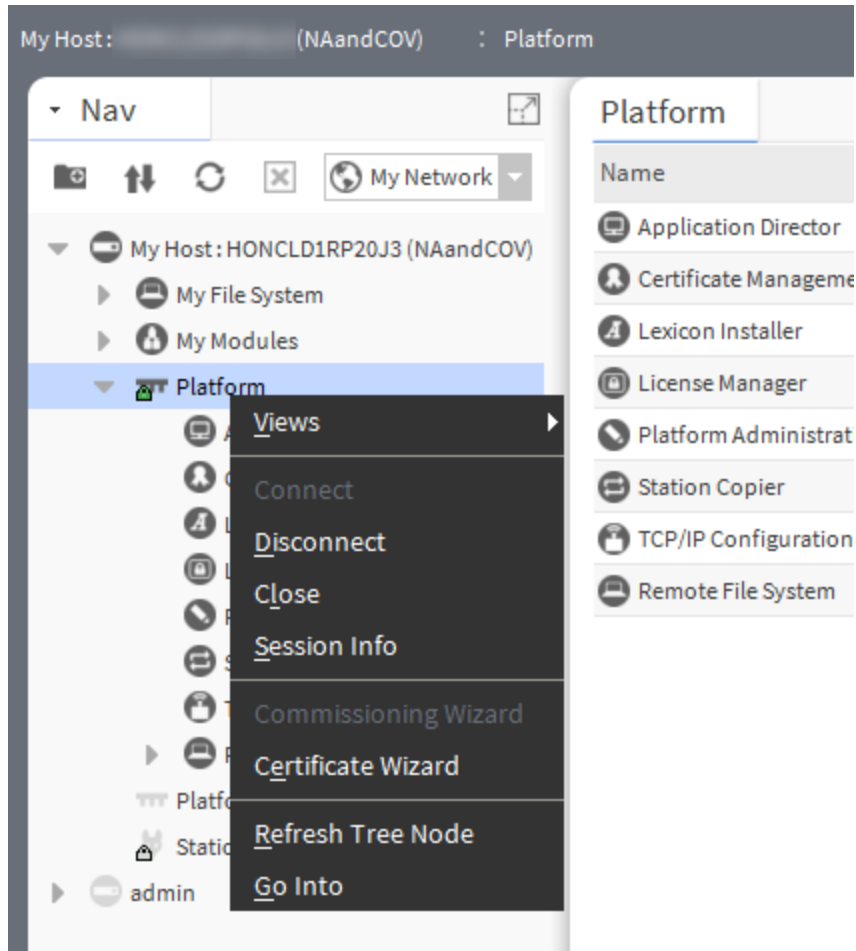 My Host : (NAandCOV) : Platform
Nav
Platform
My Network
Name
My Host : HONCLD1RP20J3 (NAandCOV)
Application Director
My File System
Certificate Manageme
My Modules
Lexicon Installer
Platform
License Manager
Views
Platform Administrat
Connect
Station Copier
Disconnect
TCP/IP Configuration
Close
Remote File System
Session Info
Commissioning Wizard
Certificate Wizard
Platfo
Refresh Tree Node
Static
Go Into
admin